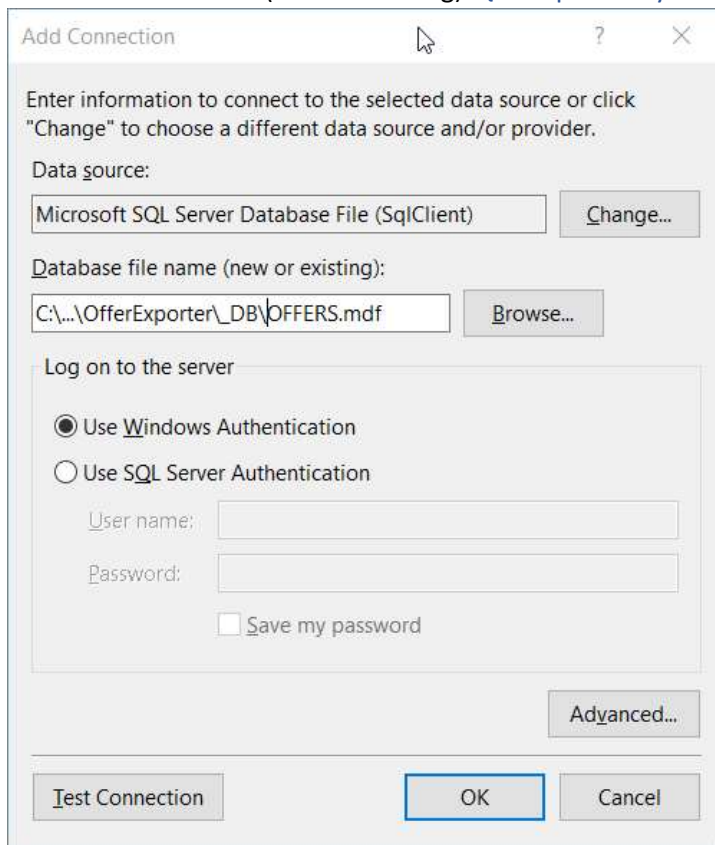 Add Connection ? ×
Enter information to connect to the selected data source or click
"Change" to choose a different data source and/or provider.
Data source:
Microsoft SQL Server Database File (SqlClient) Change...
Database file name (new or existing):
C:\...\OfferExporter\_DB\OFFERS.mdf Browse...
Log on to the server
Use Windows Authentication
Use SQL Server Authentication
User name:
Password:
Save my password
Advanced...
Test Connection OK Cancel